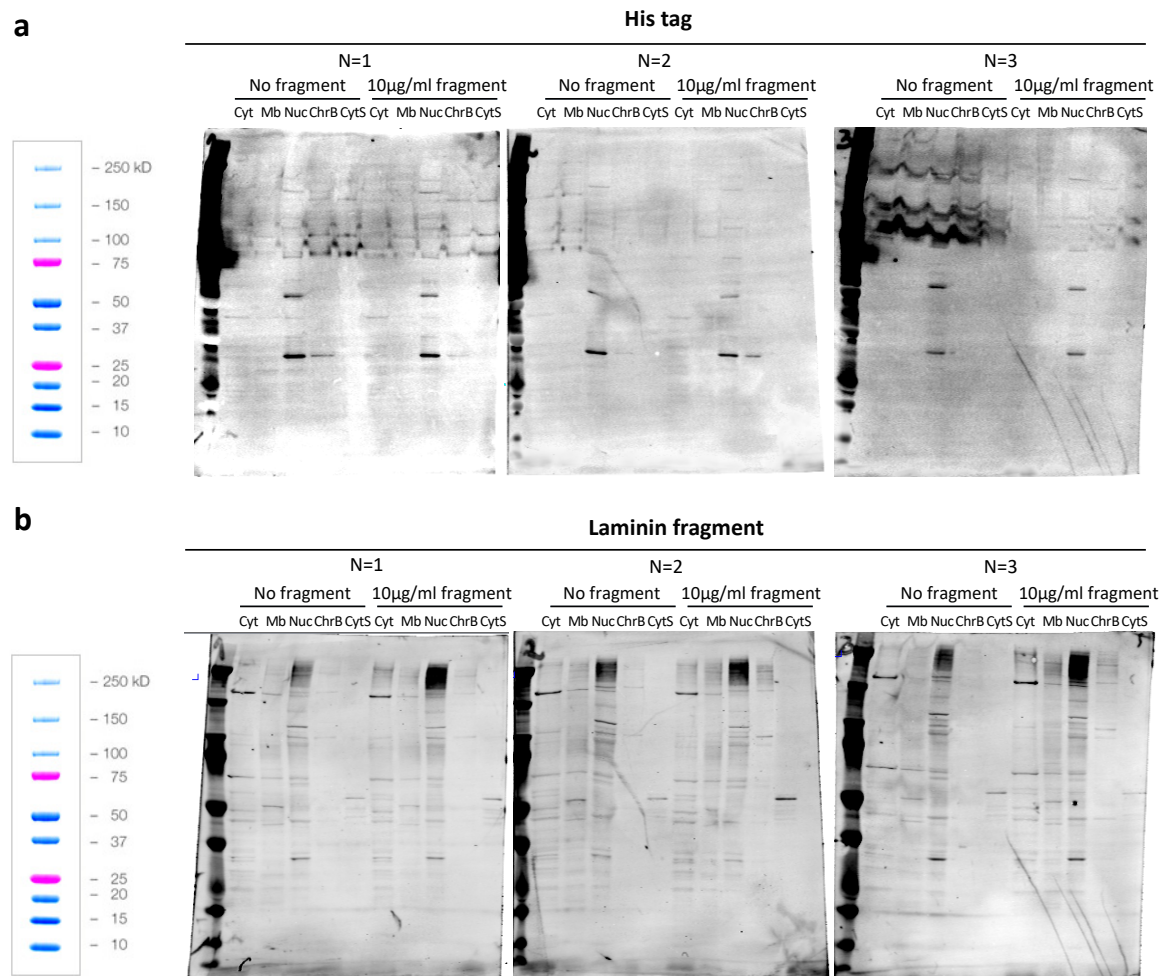 a
His tag
N=1 N=2 N=3
No fragment 10µg/ml fragment No fragment 10µg/ml fragment No fragment 10µg/ml fragment
Cyt Mb Nuc ChrB CytS Cyt Mb Nuc ChrB CytS Cyt Mb Nuc ChrB CytS Cyt Mb Nuc ChrB CytS Cyt Mb Nuc ChrB CytS Cyt Mb Nuc ChrB CytS
– 250 kD
– 150
– 100
– 75
– 50
– 37
– 25
– 20
– 15
– 10
b
Laminin fragment
N=1 N=2 N=3
No fragment 10µg/ml fragment No fragment 10µg/ml fragment No fragment 10µg/ml fragment
Cyt Mb Nuc ChrB CytS Cyt Mb Nuc ChrB CytS Cyt Mb Nuc ChrB CytS Cyt Mb Nuc ChrB CytS Cyt Mb Nuc ChrB CytS Cyt Mb Nuc ChrB CytS
– 250 kD
– 150
– 100
– 75
– 50
– 37
– 25
– 20
– 15
– 10